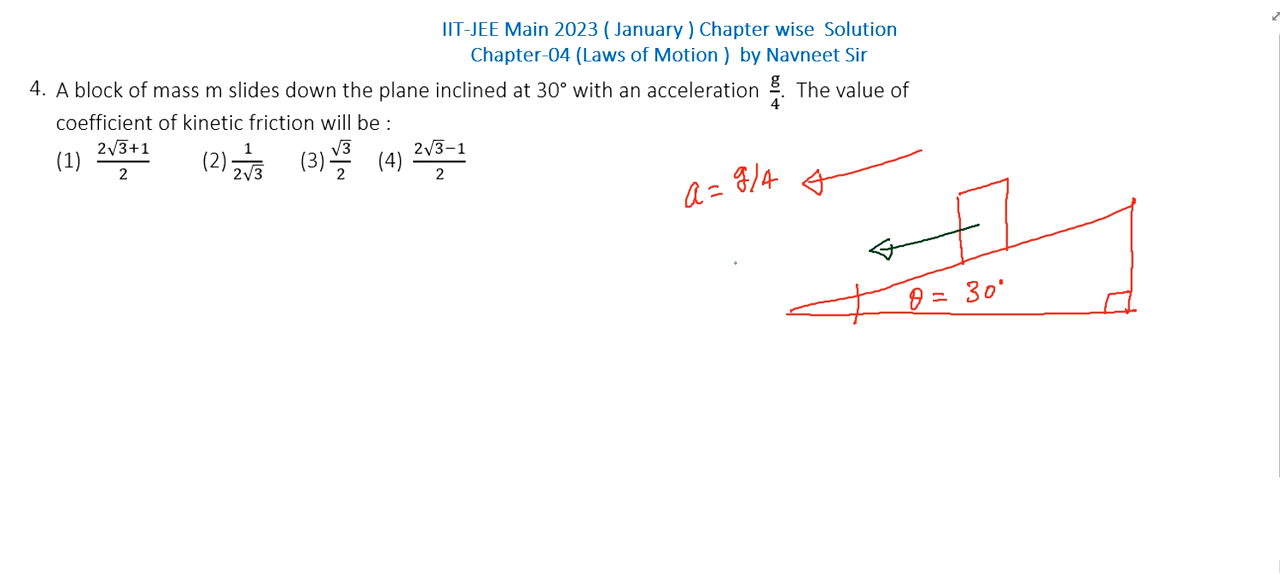 IIT-JEE Main 2023 ( January ) Chapter wise Solution
Chapter-04 (Laws of Motion ) by Navneet Sir
4. A block of mass m slides down the plane inclined at 30° with an acceleration g/4. The value of
coefficient of kinetic friction will be :
(1) (2√3+1)/2 (2) 1/(2√3) (3) √3/2 (4) (2√3−1)/2
a = g/4
θ = 30°